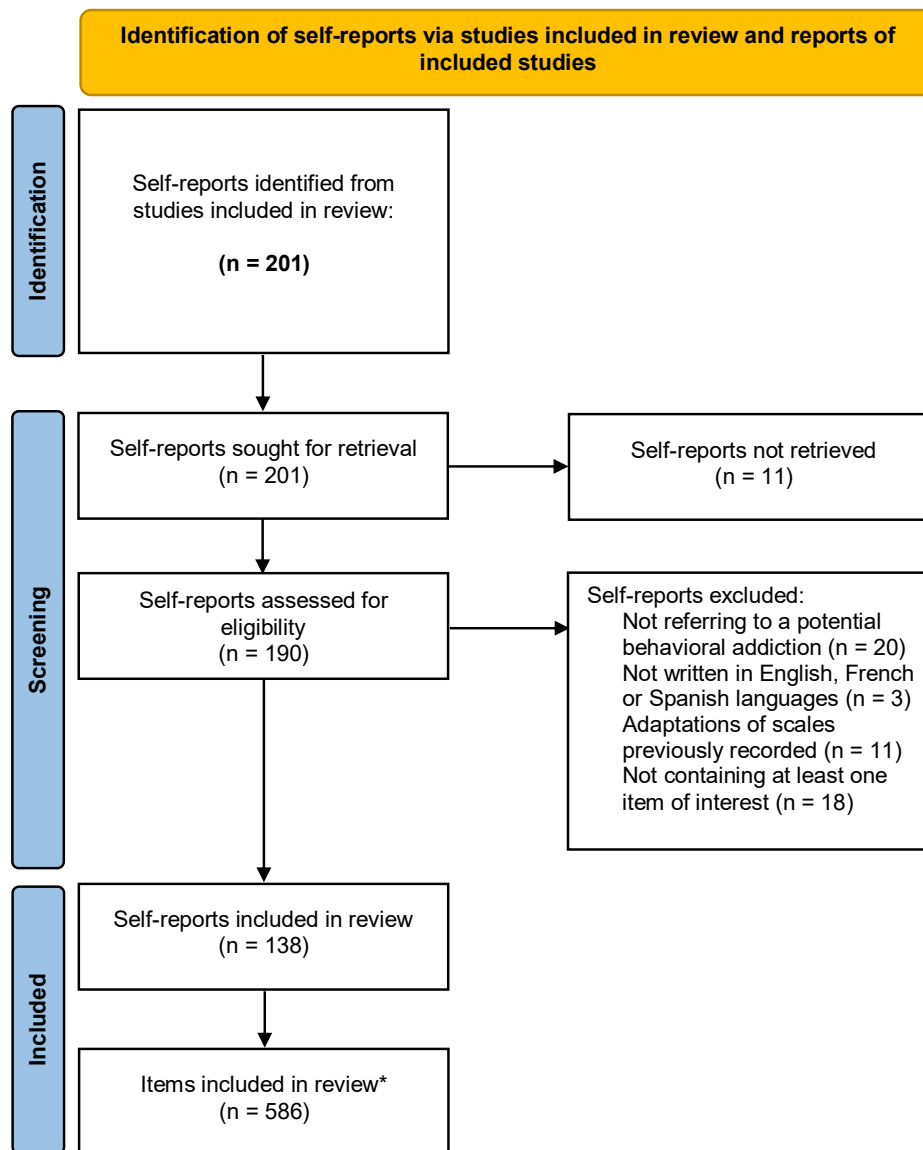 Identification of self-reports via studies included in review and reports of
included studies
Identification
Self-reports identified from
studies included in review:
(n = 201)
Screening
Self-reports sought for retrieval
(n = 201)
Self-reports not retrieved
(n = 11)
Self-reports assessed for
eligibility
(n = 190)
Self-reports excluded:
Not referring to a potential
behavioral addiction (n = 20)
Not written in English, French
or Spanish languages (n = 3)
Adaptations of scales
previously recorded (n = 11)
Not containing at least one
item of interest (n = 18)
Included
Self-reports included in review
(n = 138)
Items included in review*
(n = 586)